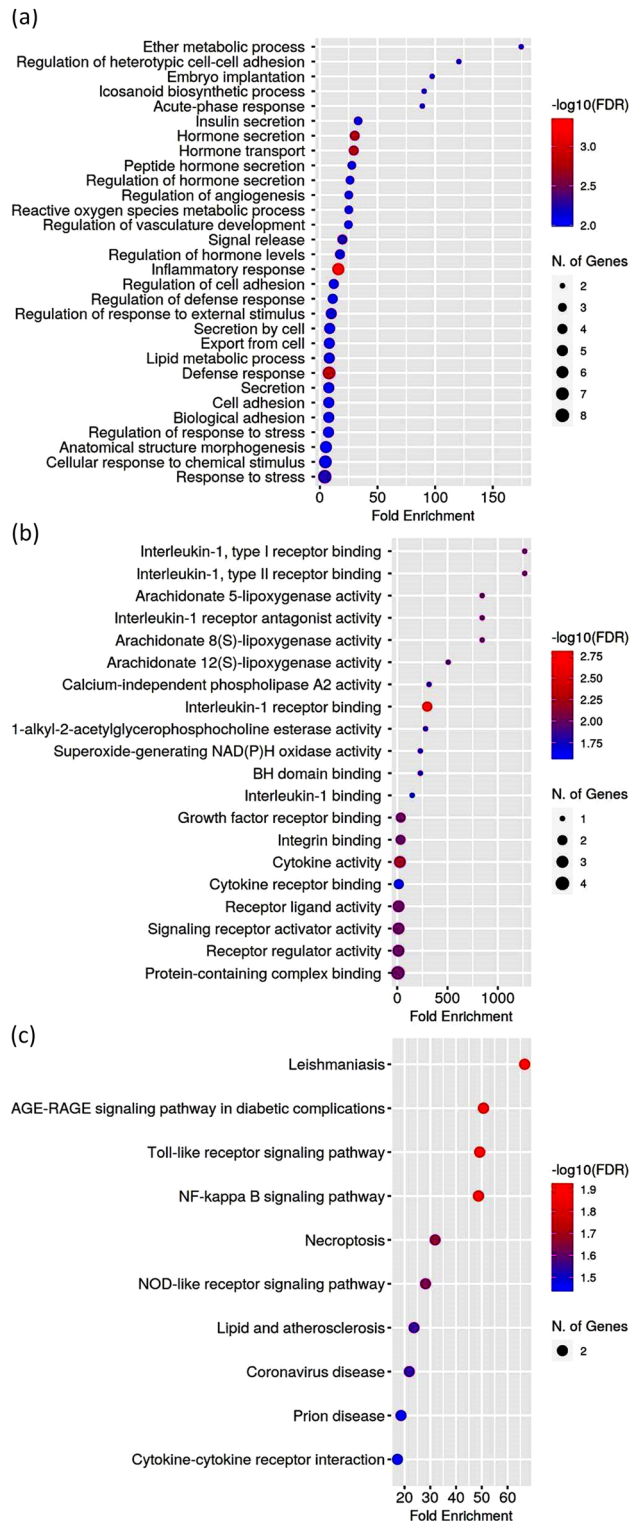 (a)
Ether metabolic process
Regulation of heterotypic cell-cell adhesion
Embryo implantation
Icosanoid biosynthetic process
Acute-phase response
Insulin secretion
Hormone secretion
Hormone transport
Peptide hormone secretion
Regulation of hormone secretion
Regulation of angiogenesis
Reactive oxygen species metabolic process
Regulation of vasculature development
Signal release
Regulation of hormone levels
Inflammatory response
Regulation of cell adhesion
Regulation of defense response
Regulation of response to external stimulus
Secretion by cell
Export from cell
Lipid metabolic process
Defense response
Secretion
Cell adhesion
Biological adhesion
Regulation of response to stress
Anatomical structure morphogenesis
Cellular response to chemical stimulus
Response to stress
0 50 100 150
Fold Enrichment
-log10(FDR)
3.0
2.5
2.0
N. of Genes
2
3
4
5
6
7
8
(b)
Interleukin-1, type I receptor binding
Interleukin-1, type II receptor binding
Arachidonate 5-lipoxygenase activity
Interleukin-1 receptor antagonist activity
Arachidonate 8(S)-lipoxygenase activity
Arachidonate 12(S)-lipoxygenase activity
Calcium-independent phospholipase A2 activity
Interleukin-1 receptor binding
1-alkyl-2-acetylglycerophosphocholine esterase activity
Superoxide-generating NAD(P)H oxidase activity
BH domain binding
Interleukin-1 binding
Growth factor receptor binding
Integrin binding
Cytokine activity
Cytokine receptor binding
Receptor ligand activity
Signaling receptor activator activity
Receptor regulator activity
Protein-containing complex binding
0 500 1000
Fold Enrichment
-log10(FDR)
2.75
2.50
2.25
2.00
1.75
N. of Genes
1
2
3
4
(c)
Leishmaniasis
AGE-RAGE signaling pathway in diabetic complications
Toll-like receptor signaling pathway
NF-kappa B signaling pathway
Necroptosis
NOD-like receptor signaling pathway
Lipid and atherosclerosis
Coronavirus disease
Prion disease
Cytokine-cytokine receptor interaction
20 30 40 50 60
Fold Enrichment
-log10(FDR)
1.9
1.8
1.7
1.6
1.5
N. of Genes
2